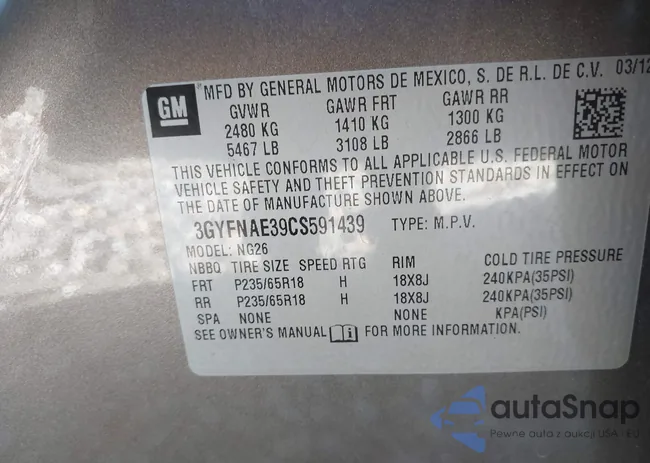 GM
MFD BY GENERAL MOTORS DE MEXICO, S. DE R.L. DE C.V. 03/12
GVWR GAWR FRT GAWR RR
2480 KG 1410 KG 1300 KG
5467 LB 3108 LB 2866 LB
THIS VEHICLE CONFORMS TO ALL APPLICABLE U.S. FEDERAL MOTOR
VEHICLE SAFETY AND THEFT PREVENTION STANDARDS IN EFFECT ON
THE DATE OF MANUFACTURE SHOWN ABOVE.
3GYFNAE39CS591439 TYPE: M.P.V.
MODEL: NG26
NBBQ TIRE SIZE SPEED RTG RIM COLD TIRE PRESSURE
FRT P235/65R18 H 18X8J 240KPA(35PSI)
RR P235/65R18 H 18X8J 240KPA(35PSI)
SPA NONE NONE KPA(PSI)
SEE OWNER'S MANUAL i FOR MORE INFORMATION.
autaSnap
Pewne auta z aukcji USA i EU